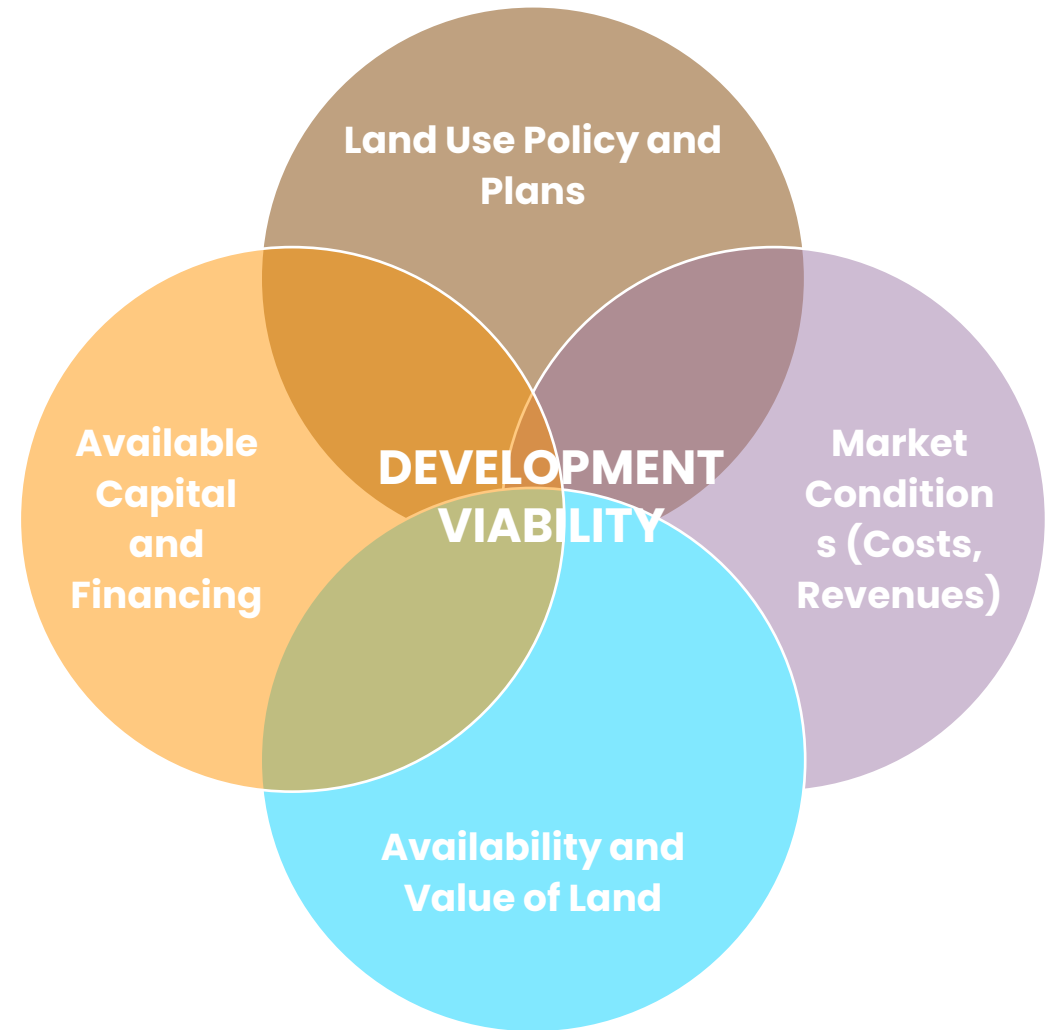 Land Use Policy and
Plans
Available
Capital
and
Financing
DEVELOPMENT
VIABILITY
Market
Condition
s (Costs,
Revenues)
Availability and
Value of Land